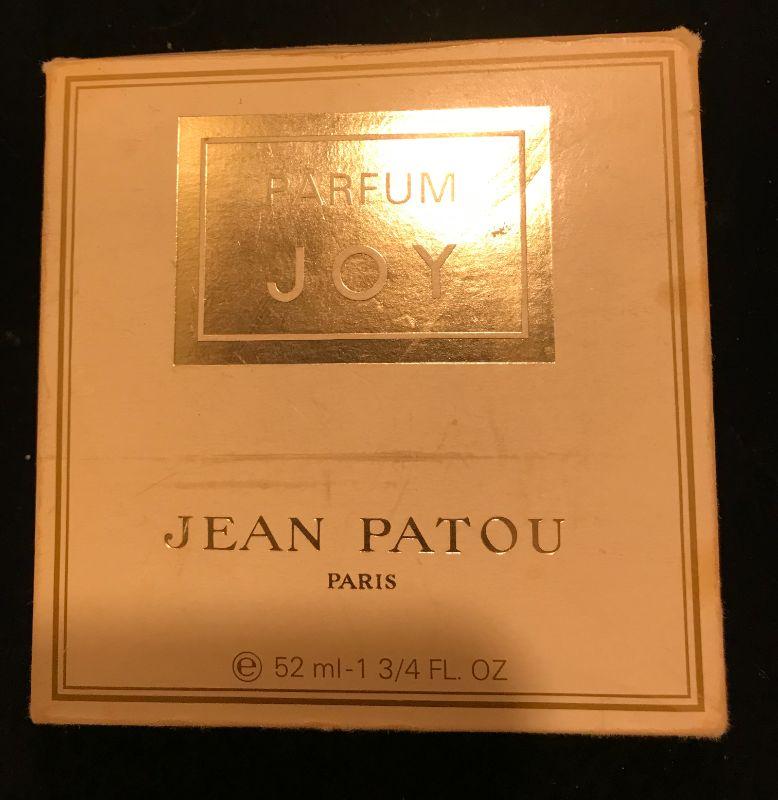 PARFUM
JOY
JEAN PATOU
PARIS
ⓔ 52 ml-1 3/4 FL. OZ